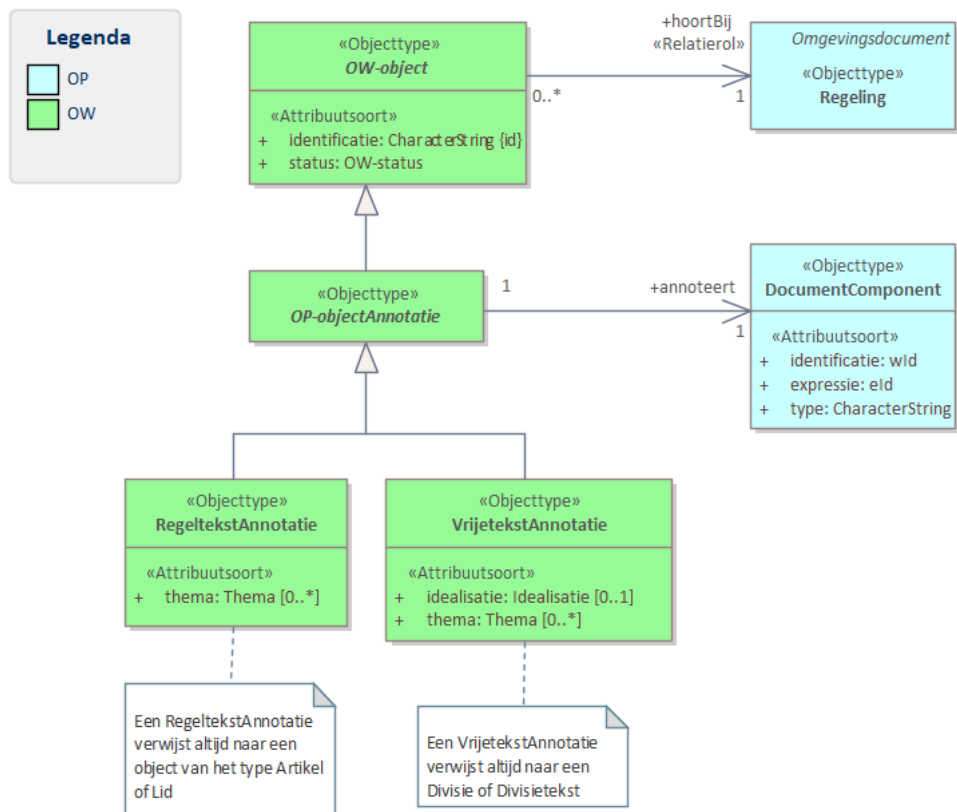 Legenda
OP
OW
«Objecttype»
OW-object
«Attribuutsoort»
+ identificatie: CharacterString {id}
+ status: OW-status
+hoortBij
«Relatierol»
0..*
1
Omgevingsdocument
«Objecttype»
Regeling
«Objecttype»
OP-objectAnnotatie
1
+annoteert
1
«Objecttype»
DocumentComponent
«Attribuutsoort»
+ identificatie: wId
+ expressie: eId
+ type: CharacterString
«Objecttype»
RegeltekstAnnotatie
«Attribuutsoort»
+ thema: Thema [0..*]
«Objecttype»
VrijetekstAnnotatie
«Attribuutsoort»
+ idealisatie: Idealisatie [0..1]
+ thema: Thema [0..*]
Een RegeltekstAnnotatie
verwijst altijd naar een
object van het type Artikel
of Lid
Een VrijetekstAnnotatie
verwijst altijd naar een
Divisie of Divisietekst